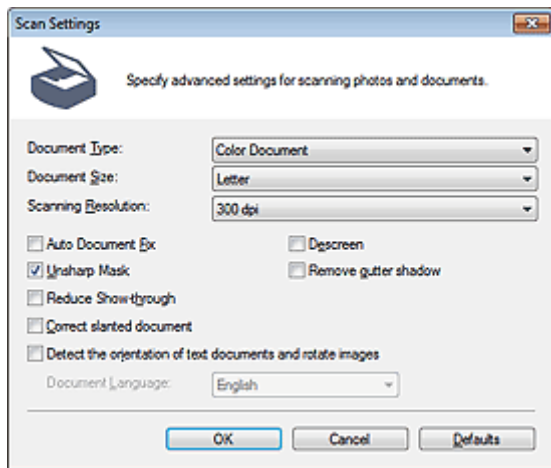 Scan Settings
Specify advanced settings for scanning photos and documents.
Document Type: Color Document
Document Size: Letter
Scanning Resolution: 300 dpi
Auto Document Fix Descreen
Unsharp Mask Remove gutter shadow
Reduce Show-through
Correct slanted document
Detect the orientation of text documents and rotate images
Document Language: English
OK Cancel Defaults